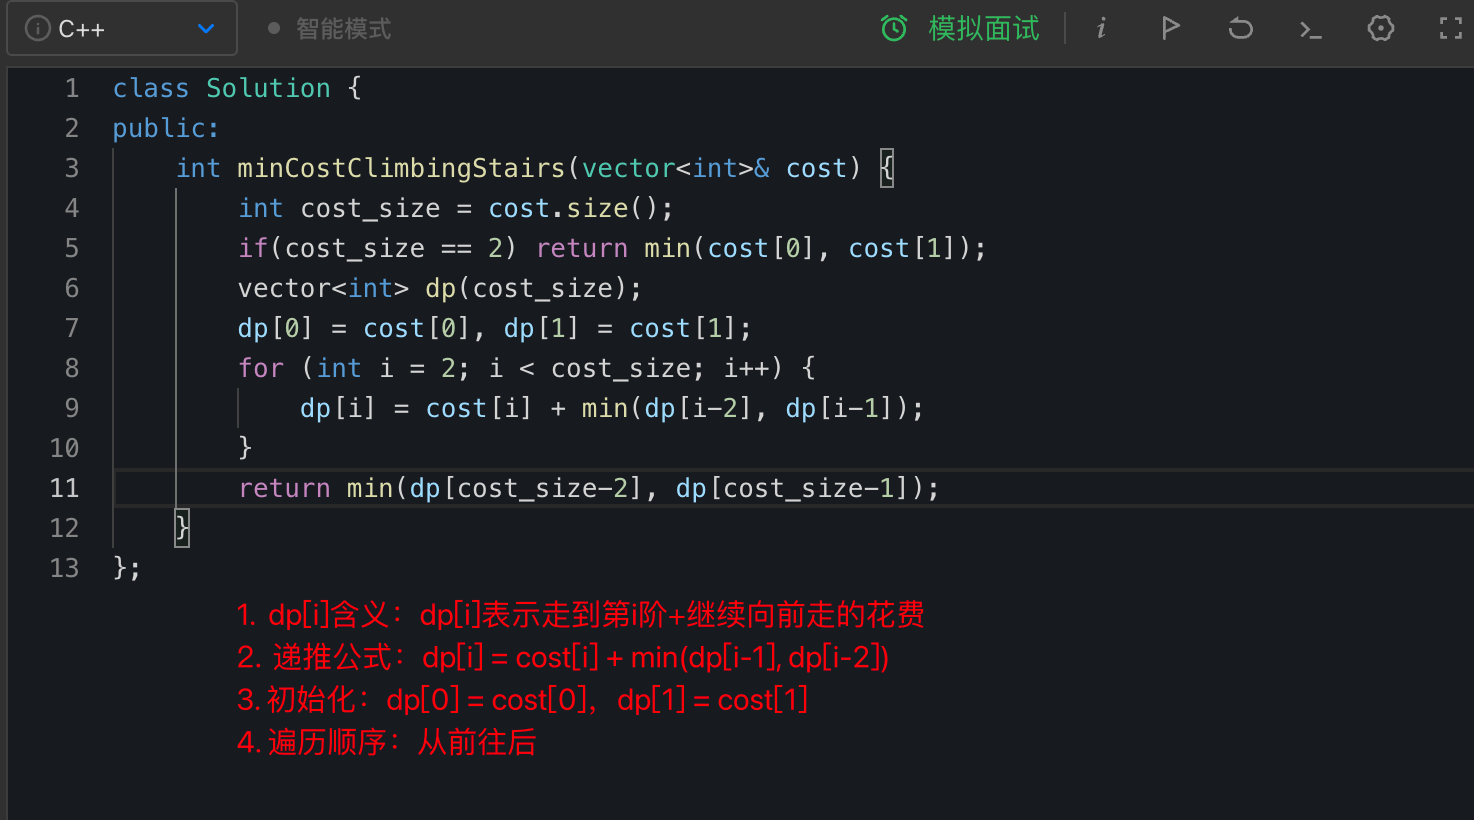 C++ 智能模式 模拟面试
1 class Solution {
2 public:
3 int minCostClimbingStairs(vector<int>& cost) {
4 int cost_size = cost.size();
5 if(cost_size == 2) return min(cost[0], cost[1]);
6 vector<int> dp(cost_size);
7 dp[0] = cost[0], dp[1] = cost[1];
8 for (int i = 2; i < cost_size; i++) {
9 dp[i] = cost[i] + min(dp[i-2], dp[i-1]);
10 }
11 return min(dp[cost_size-2], dp[cost_size-1]);
12 }
13 };
1. dp[i]含义：dp[i]表示走到第i阶+继续向前走的花费
2. 递推公式：dp[i] = cost[i] + min(dp[i-1], dp[i-2])
3. 初始化：dp[0] = cost[0]，dp[1] = cost[1]
4. 遍历顺序：从前往后